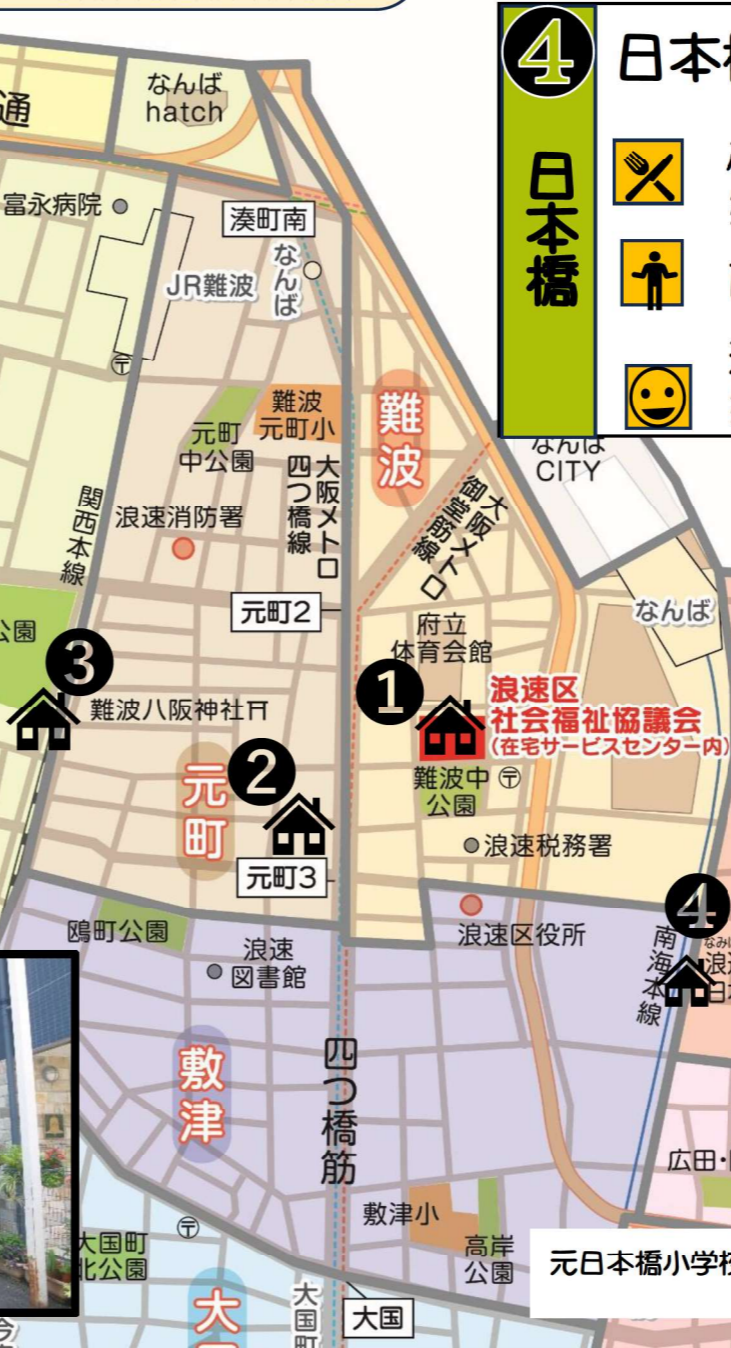 ④
日本橋
日本
通
なんば
hatch
富永病院
湊町南
なんば
JR難波
〒
難波
元町小
元町
中公園
難波
なんば
CITY
大阪メトロ
四つ橋線
大阪メトロ
御堂筋線
関西本線
浪速消防署
なんば
元町2
公園
府立
体育会館
③
①
浪速区
社会福祉協議会
(在宅サービスセンター内)
難波八阪神社
元町
②
難波中
公園
〒
浪速税務署
元町3
④
鴎町公園
浪速区役所
南海本線
浪速
図書館
敷津
四つ橋筋
広田・
敷津小
高岸
公園
〒
大国町
北公園
元日本橋小学校
大
大国町
大国